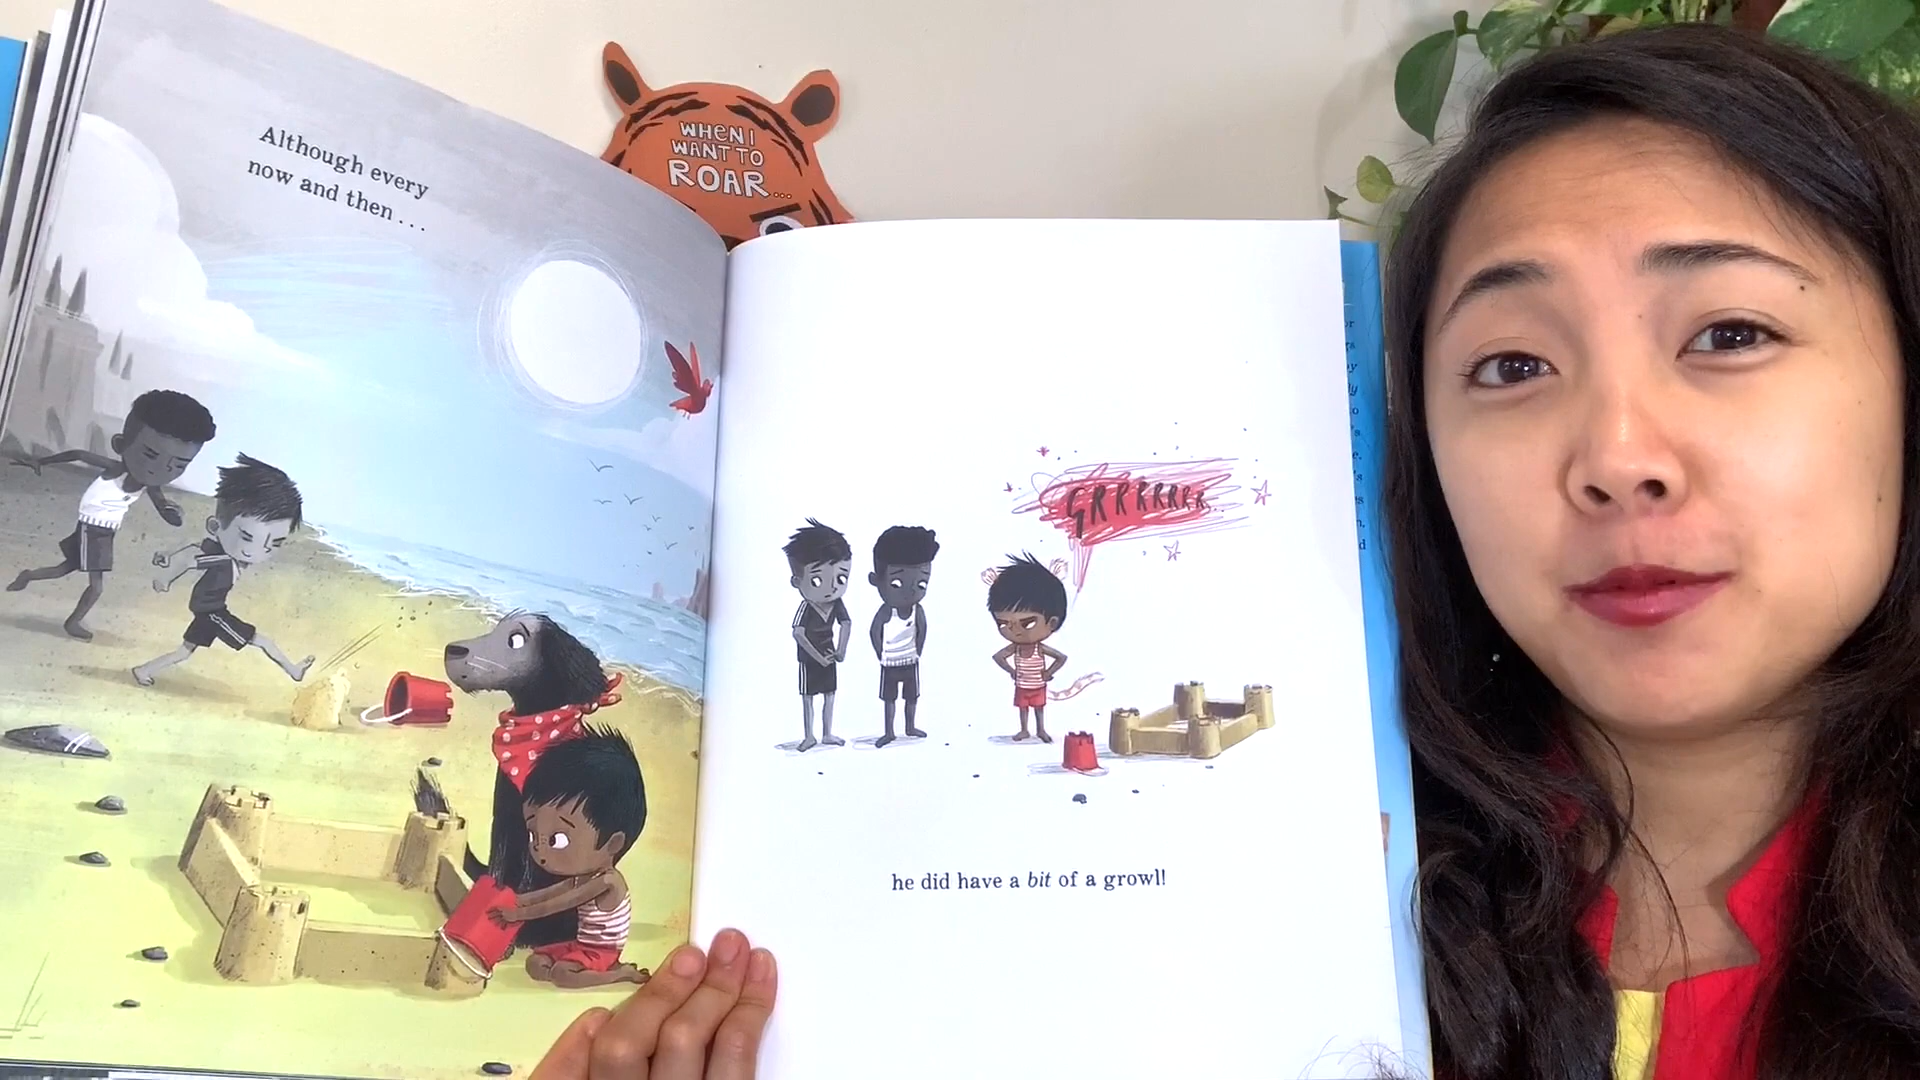 Although every
now and then . . .
WHEN I
WANT TO
ROAR...
GRRRRRRR...
he did have a bit of a growl!